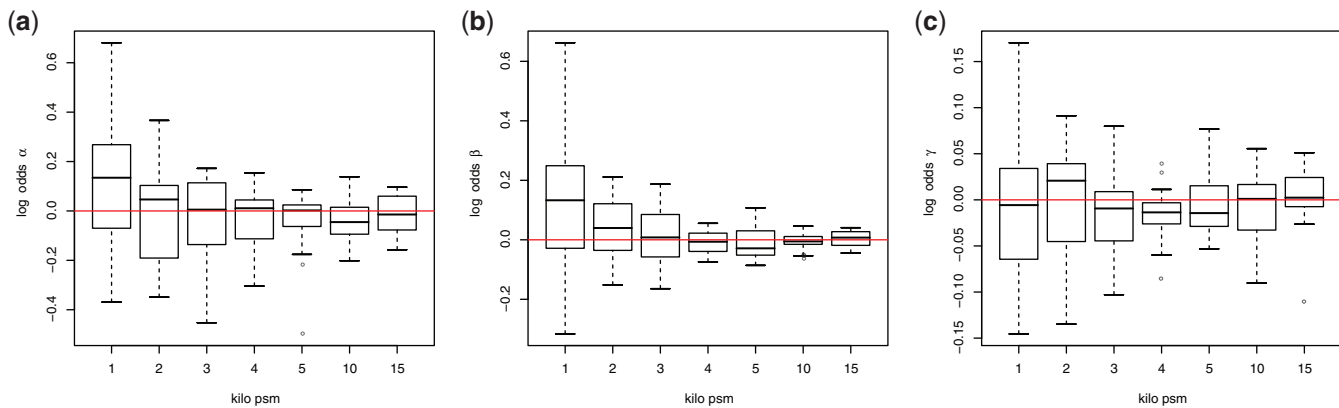 (a)
log odds α
0.6
0.4
0.2
0.0
−0.2
−0.4
1 2 3 4 5 10 15
kilo psm
(b)
log odds β
0.6
0.4
0.2
0.0
−0.2
1 2 3 4 5 10 15
kilo psm
(c)
log odds γ
0.15
0.10
0.05
0.00
−0.05
−0.10
−0.15
1 2 3 4 5 10 15
kilo psm